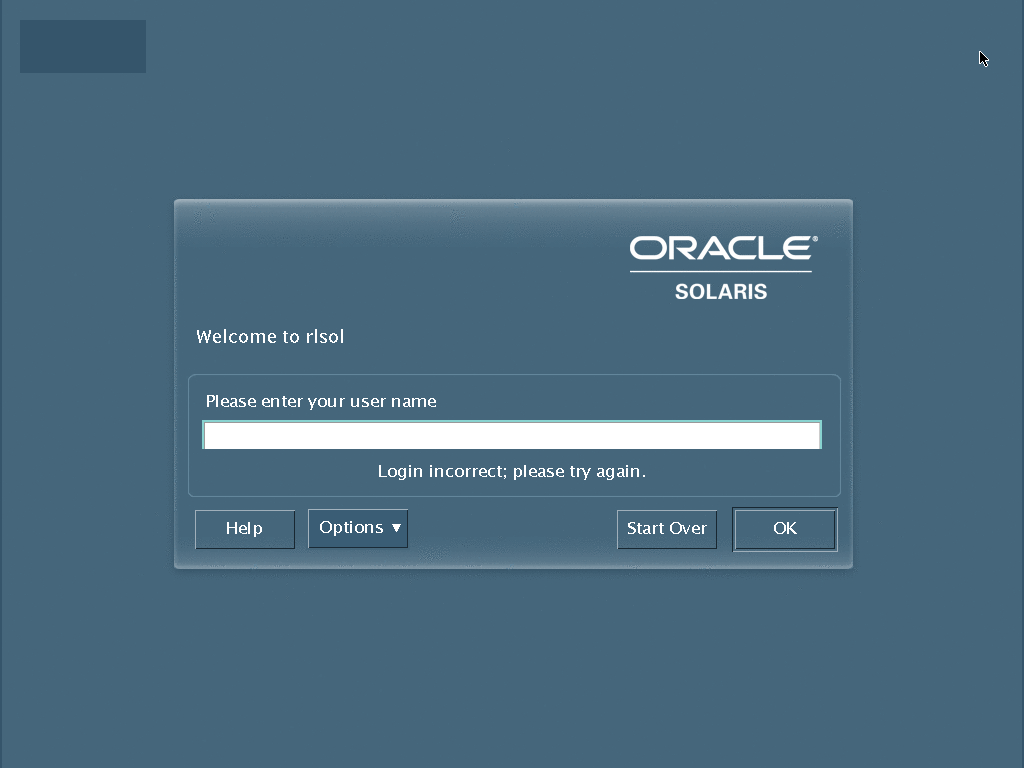 ORACLE®
SOLARIS
Welcome to rlsol
Please enter your user name
Login incorrect; please try again.
Help
Options ▼
Start Over
OK